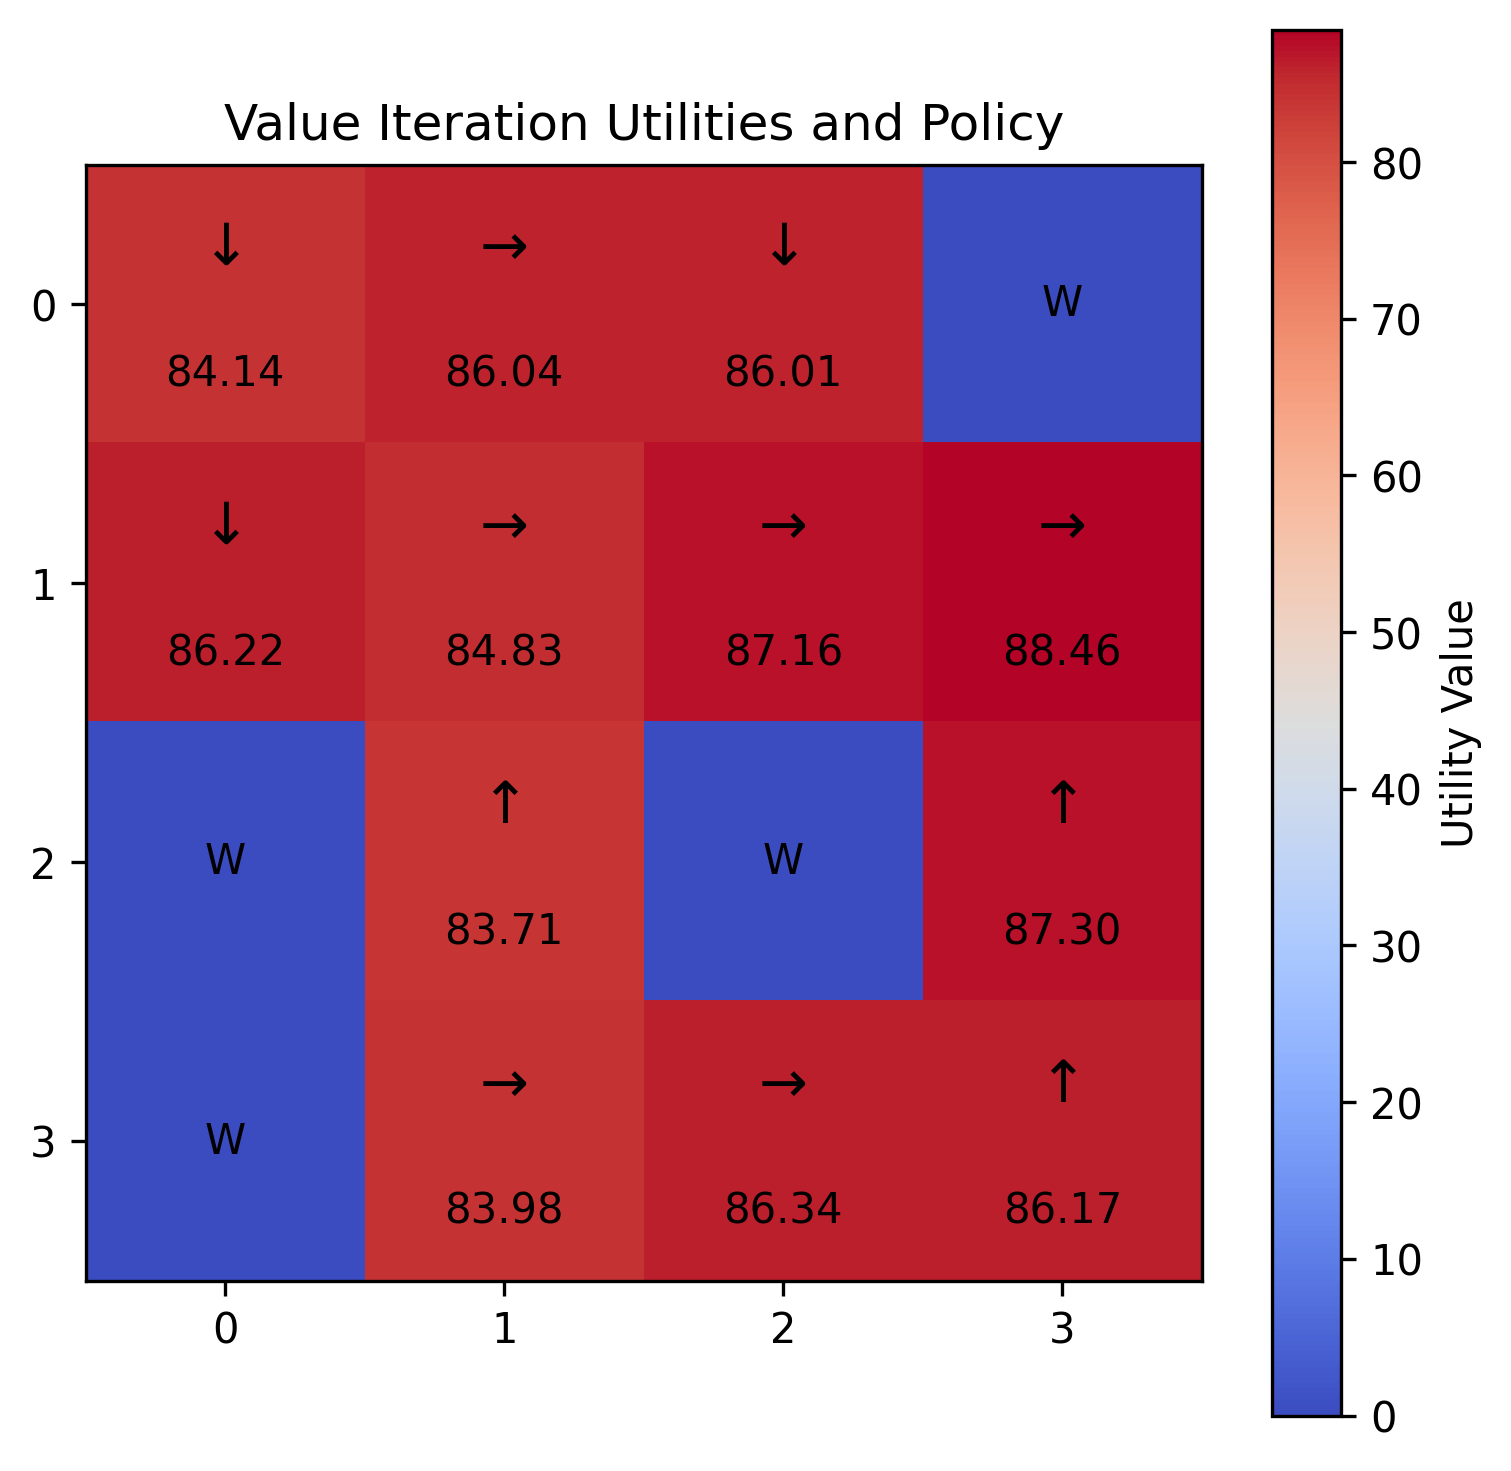 Value Iteration Utilities and Policy
↓ → ↓
W
84.14 86.04 86.01
0
↓ → → →
1
86.22 84.83 87.16 88.46
↑ ↑
2
W W
83.71 87.30
→ → ↑
3
W
83.98 86.34 86.17
0 1 2 3
80
70
60
50
40
30
20
10
0
Utility Value